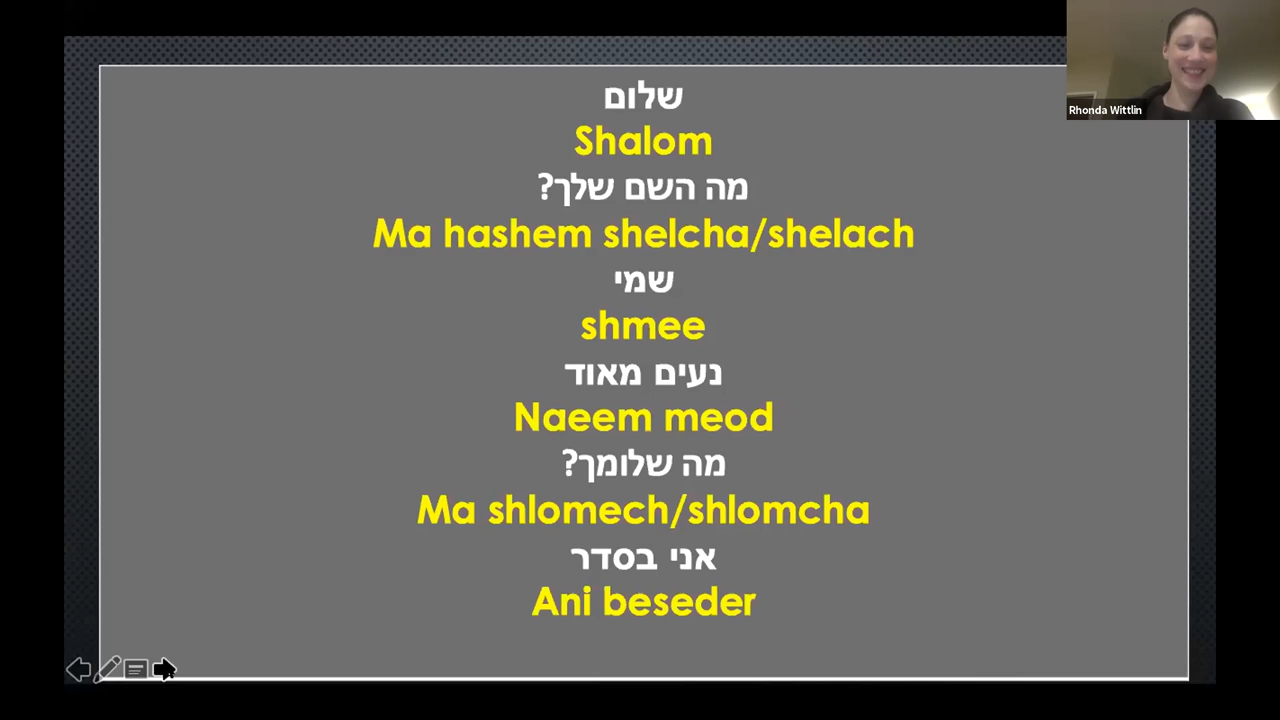 שלום
Shalom
מה השם שלך?
Ma hashem shelcha/shelach
שמי
shmee
נעים מאוד
Naeem meod
מה שלומך?
Ma shlomech/shlomcha
אני בסדר
Ani beseder
Rhonda Wittlin